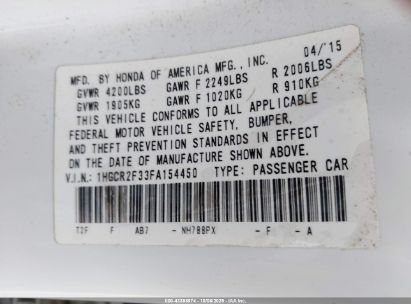 MFD. BY HONDA OF AMERICA MFG., INC. 04/'15
GVWR 4200LBS GAWR F 2249LBS R 2006LBS
GVWR 1905KG GAWR F 1020KG R 910KG
THIS VEHICLE CONFORMS TO ALL APPLICABLE
FEDERAL MOTOR VEHICLE SAFETY, BUMPER,
AND THEFT PREVENTION STANDARDS IN EFFECT
ON THE DATE OF MANUFACTURE SHOWN ABOVE.
V.I.N.: 1HGCR2F33FA154450 TYPE: PASSENGER CAR
T2F F AB7 - NH788PX - F - A